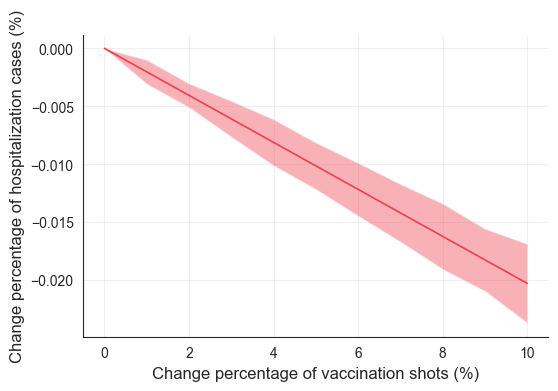 Change percentage of hospitalization cases (%)
0.000
−0.005
−0.010
−0.015
−0.020
0 2 4 6 8 10
Change percentage of vaccination shots (%)